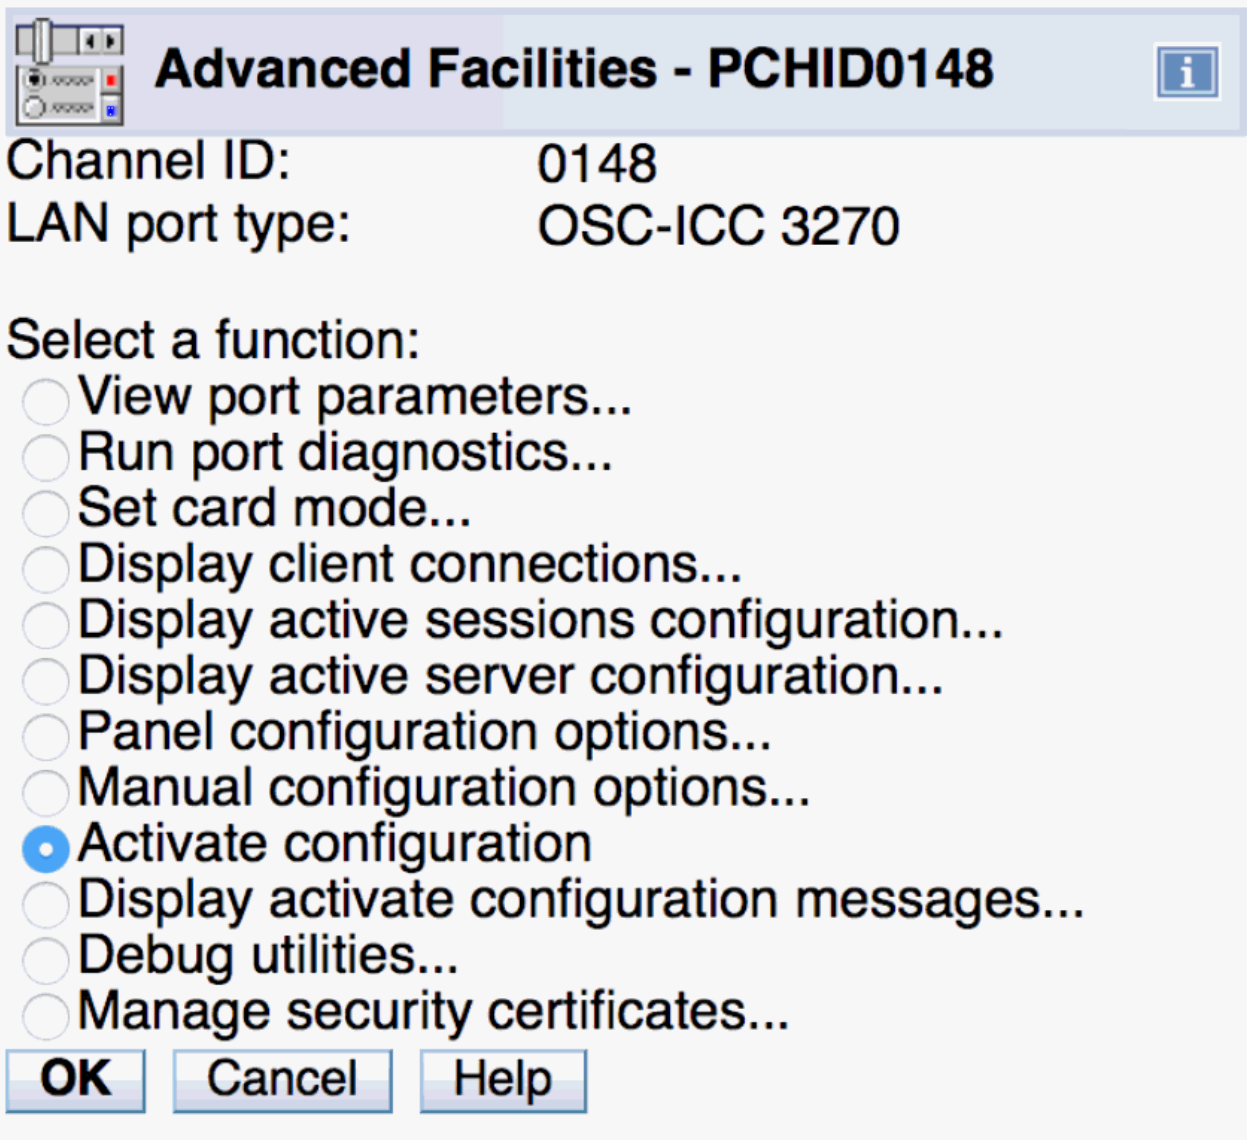 Advanced Facilities - PCHID0148
Channel ID: 0148
LAN port type: OSC-ICC 3270
Select a function:
View port parameters...
Run port diagnostics...
Set card mode...
Display client connections...
Display active sessions configuration...
Display active server configuration...
Panel configuration options...
Manual configuration options...
Activate configuration
Display activate configuration messages...
Debug utilities...
Manage security certificates...
OK Cancel Help